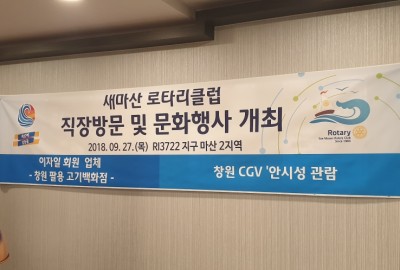 새마산 로타리클럽
직장방문 및 문화행사 개최
2018. 09. 27.(목) RI3722 지구 마산 2지역
Rotary
이자일 회원 업체
- 창원 팔용 고기백화점 -
창원 CGV '안시성 관람